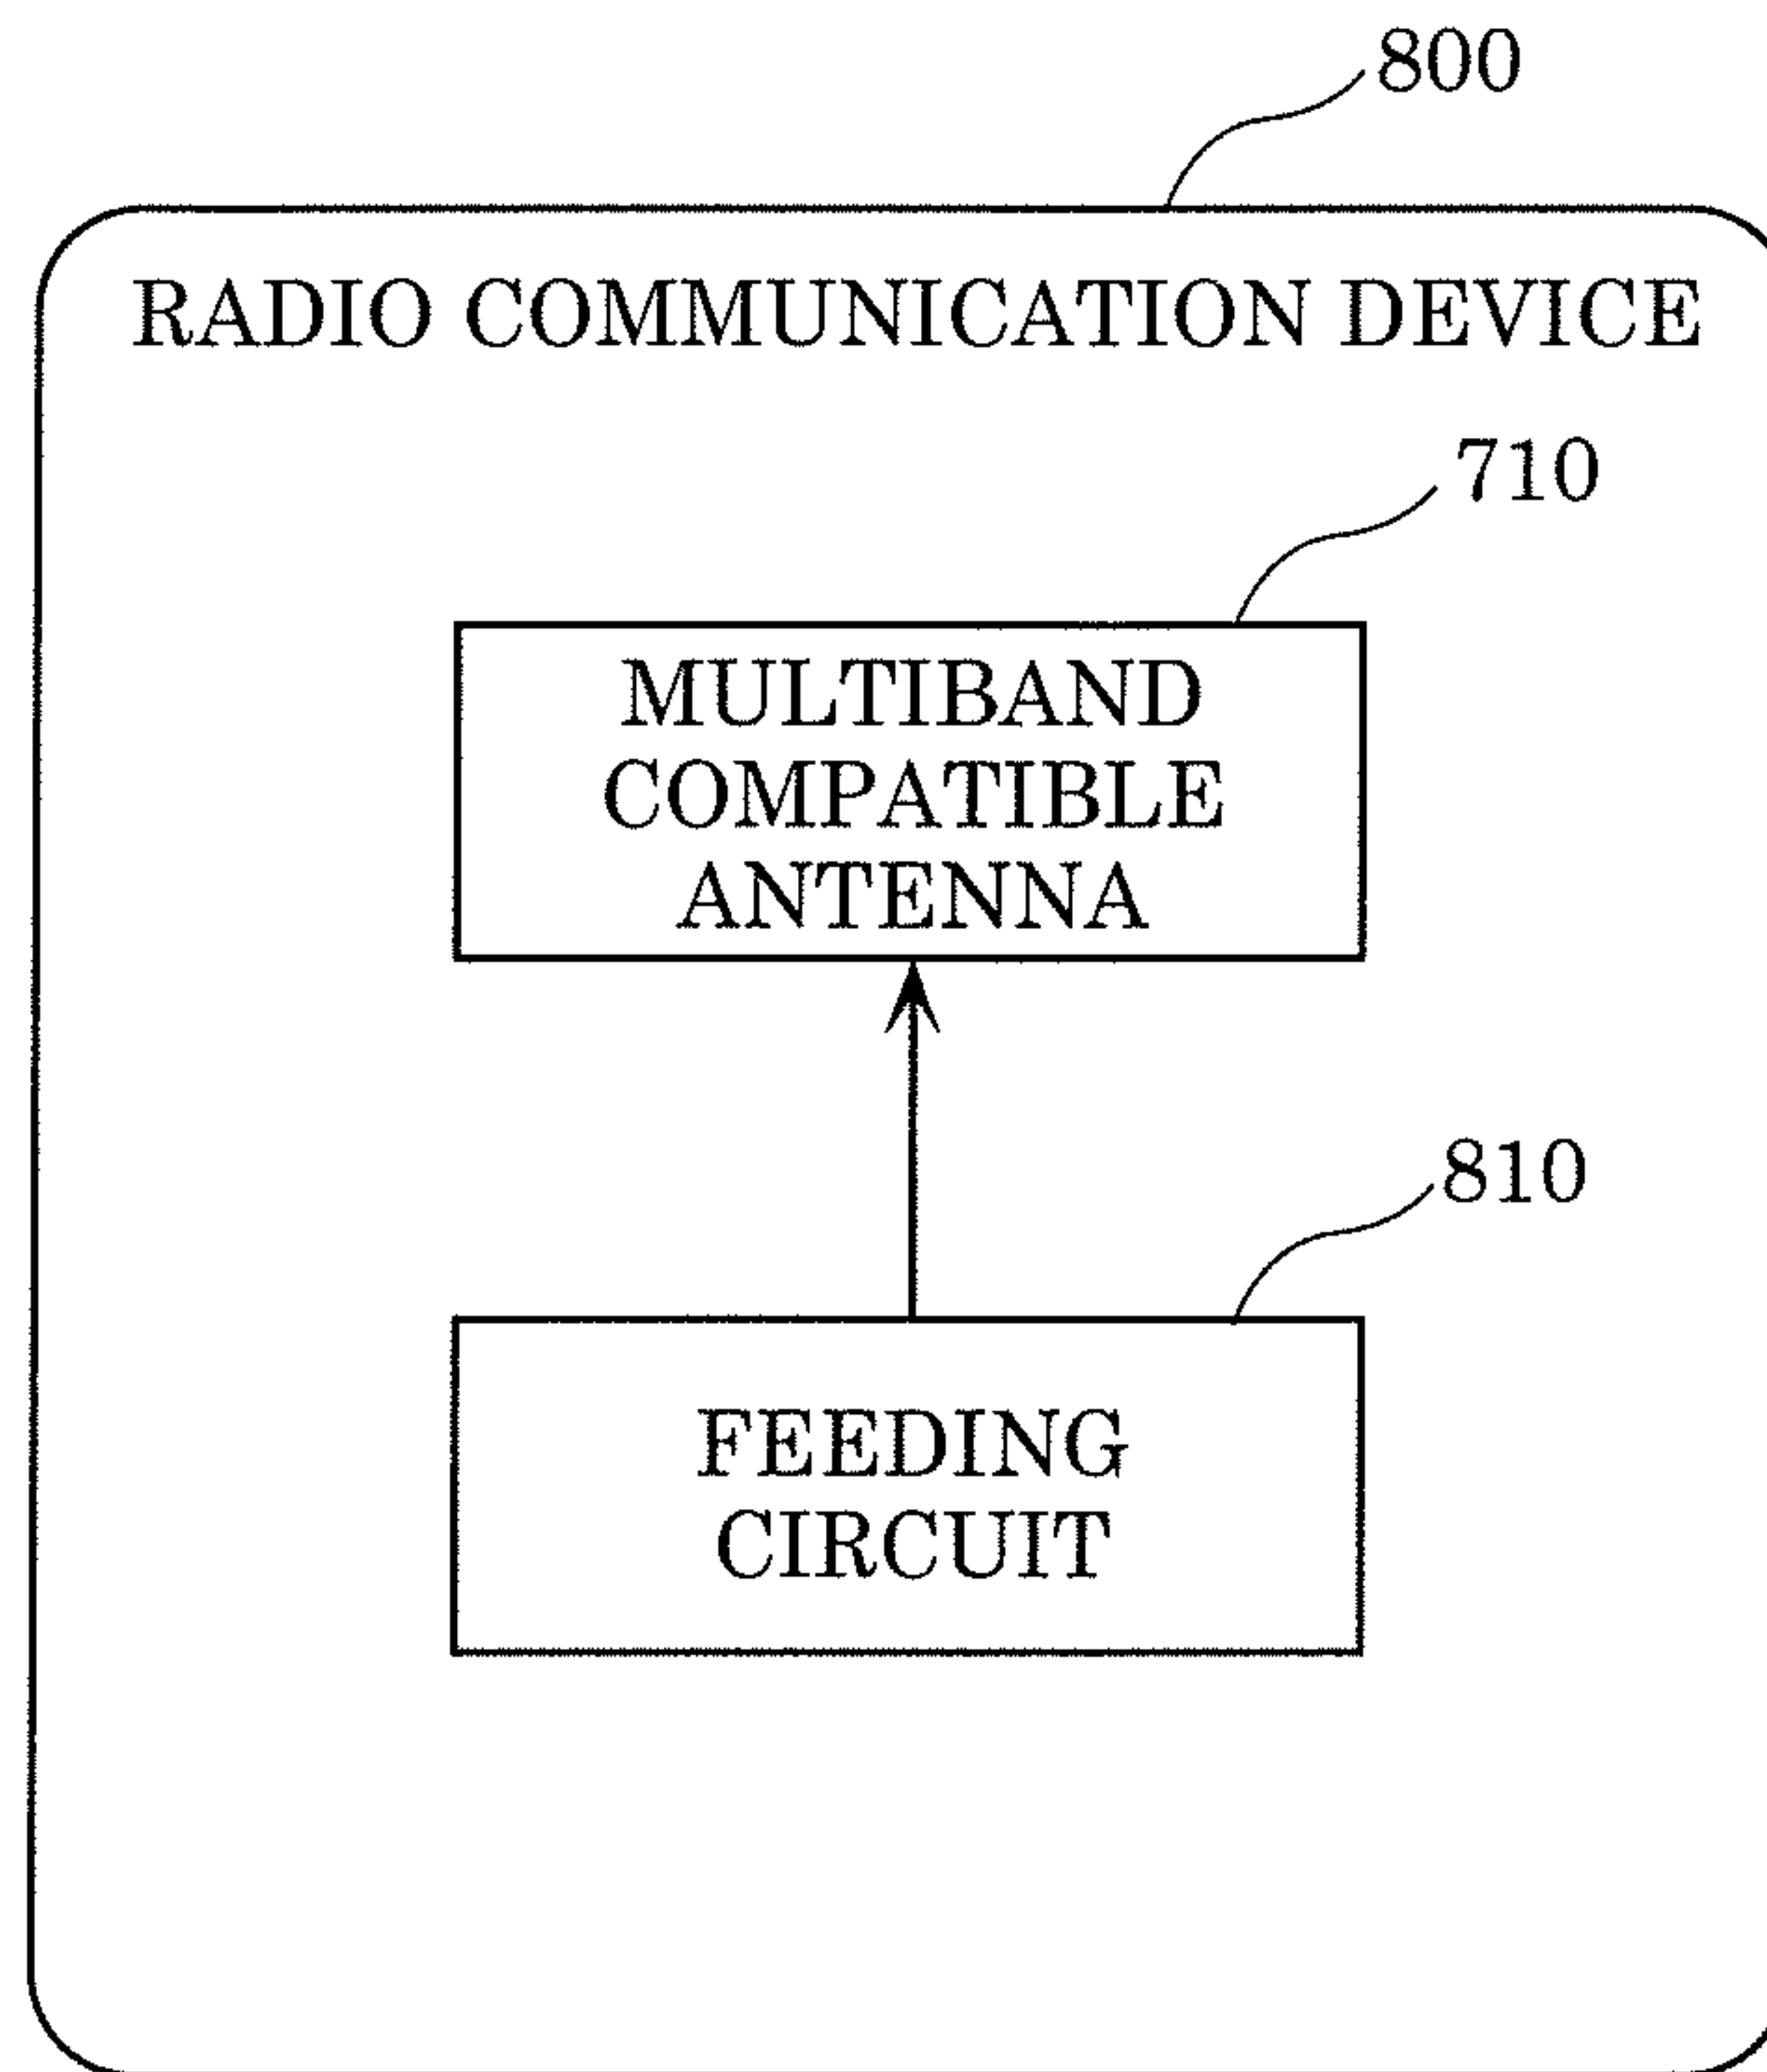 800
RADIO COMMUNICATION DEVICE
710
MULTIBAND
COMPATIBLE
ANTENNA
810
FEEDING
CIRCUIT